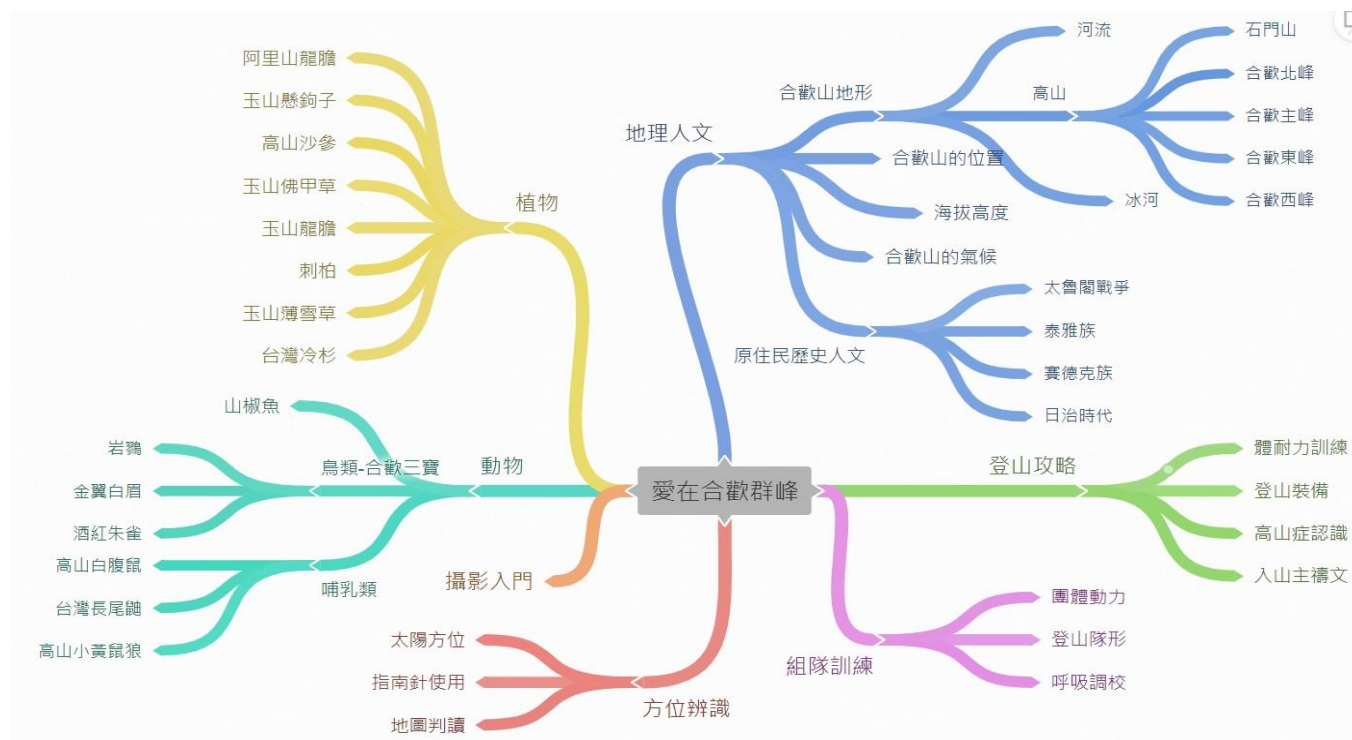 愛在合歡群峰
地理人文
合歡山地形
河流
高山
石門山
合歡北峰
合歡主峰
合歡東峰
合歡西峰
冰河
合歡山的位置
海拔高度
合歡山的氣候
原住民歷史人文
太魯閣戰爭
泰雅族
賽德克族
日治時代
登山攻略
體耐力訓練
登山裝備
高山症認識
入山主禱文
組隊訓練
團體動力
登山隊形
呼吸調校
方位辨識
太陽方位
指南針使用
地圖判讀
攝影入門
動物
山椒魚
鳥類-合歡三寶
岩鷚
金翼白眉
酒紅朱雀
哺乳類
高山白腹鼠
台灣長尾鼩
高山小黃鼠狼
植物
阿里山龍膽
玉山懸鉤子
高山沙參
玉山佛甲草
玉山龍膽
刺柏
玉山薄雪草
台灣冷杉